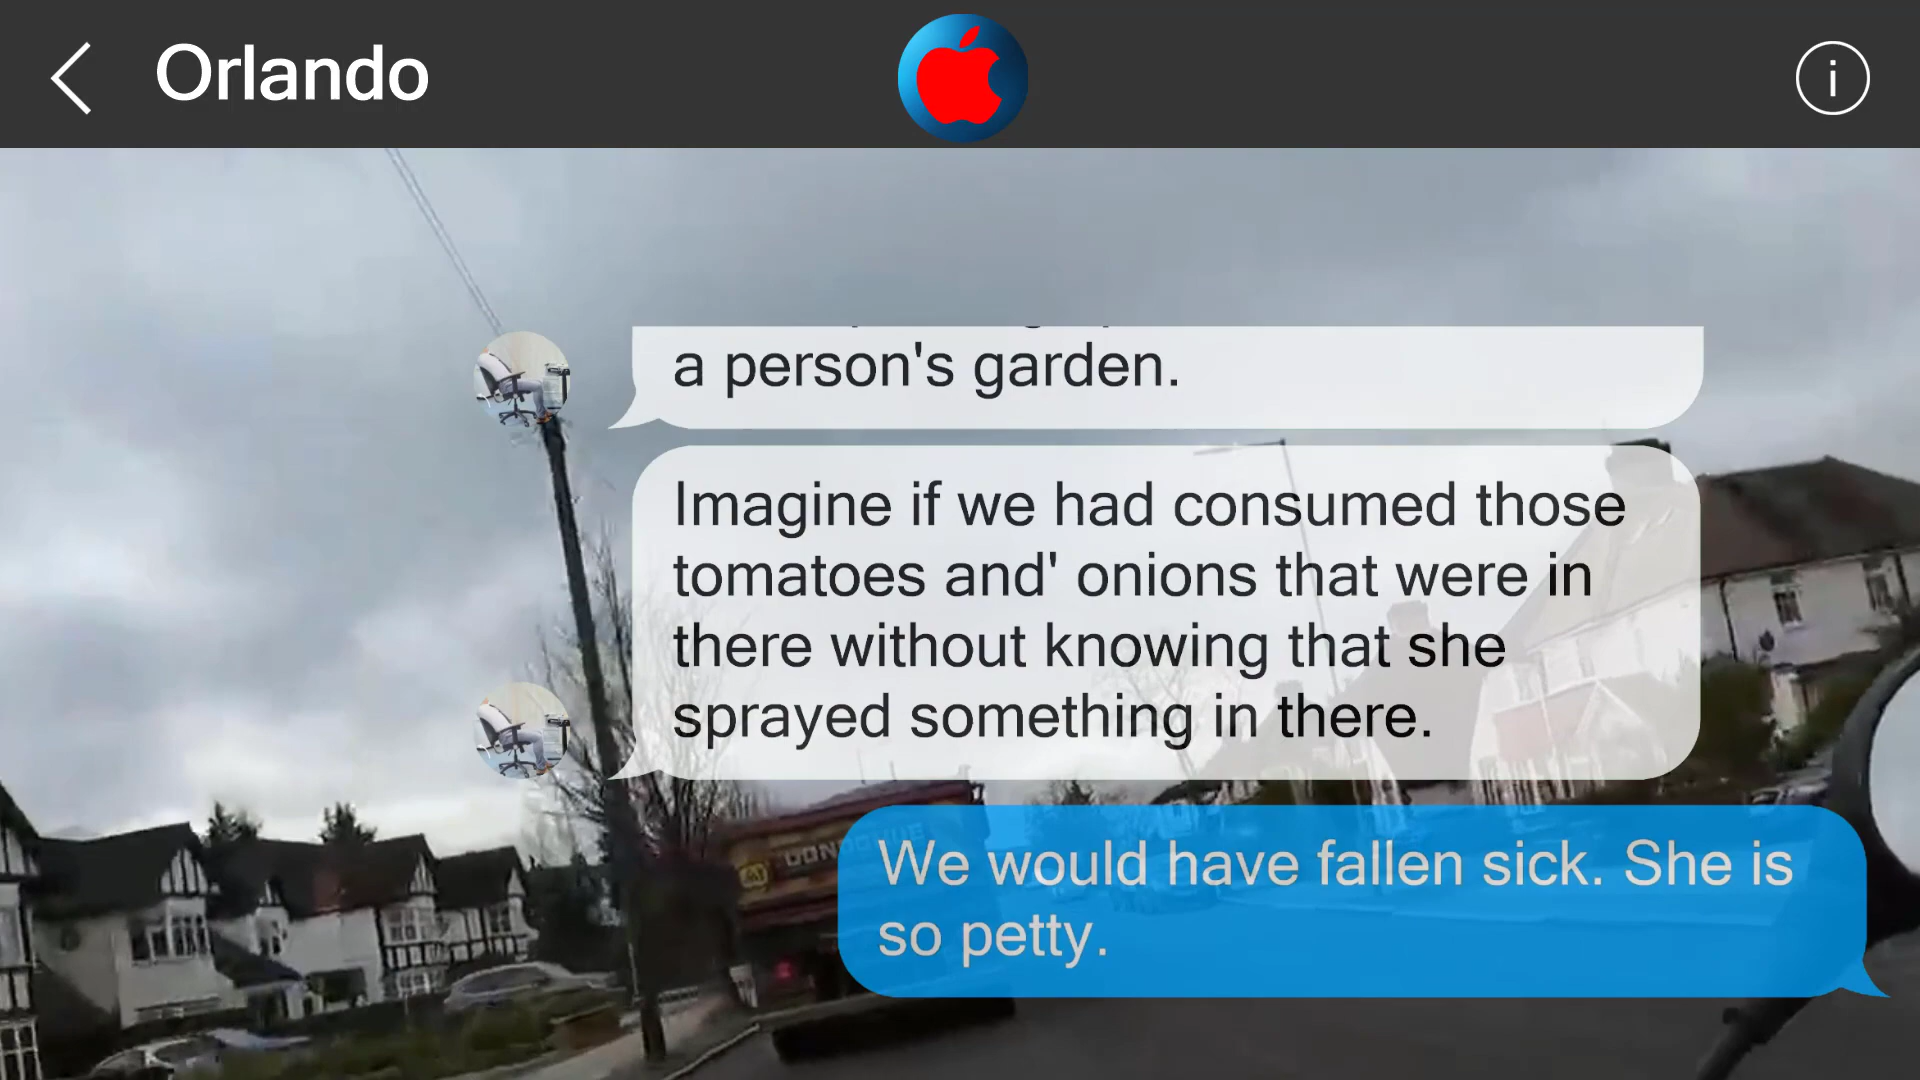 Orlando
a person's garden.
Imagine if we had consumed those
tomatoes and' onions that were in
there without knowing that she
sprayed something in there.
We would have fallen sick. She is
so petty.